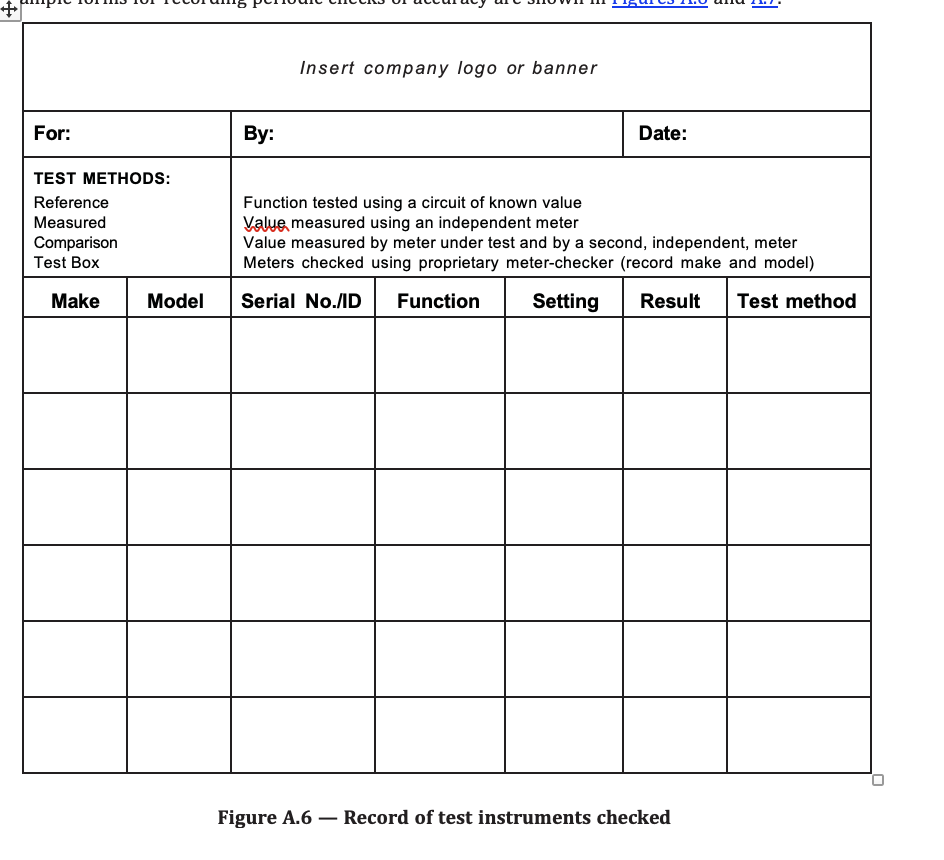 ample forms for recording periodic checks of accuracy are shown in Figures A.6 and A.7.
Insert company logo or banner
For: By: Date:
TEST METHODS:
Reference Function tested using a circuit of known value
Measured Value measured using an independent meter
Comparison Value measured by meter under test and by a second, independent, meter
Test Box Meters checked using proprietary meter-checker (record make and model)
Make Model Serial No./ID Function Setting Result Test method
Figure A.6 — Record of test instruments checked